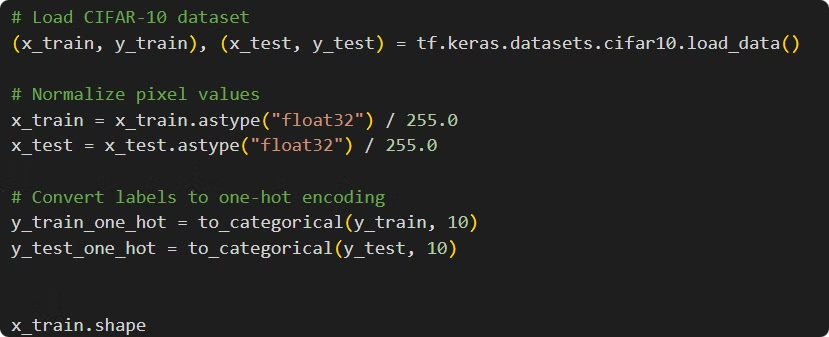 # Load CIFAR-10 dataset
(x_train, y_train), (x_test, y_test) = tf.keras.datasets.cifar10.load_data()
# Normalize pixel values
x_train = x_train.astype("float32") / 255.0
x_test = x_test.astype("float32") / 255.0
# Convert labels to one-hot encoding
y_train_one_hot = to_categorical(y_train, 10)
y_test_one_hot = to_categorical(y_test, 10)
x_train.shape